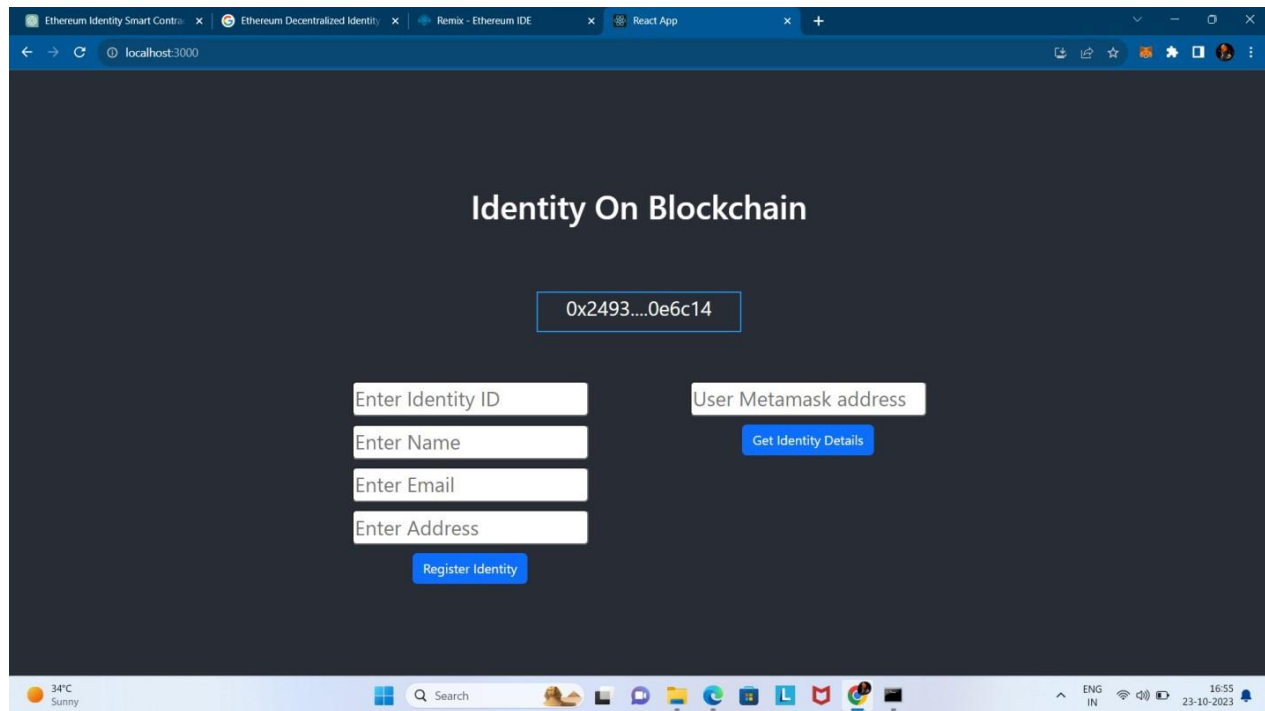 Ethereum Identity Smart Contra
Ethereum Decentralized Identity
Remix - Ethereum IDE
React App
localhost:3000
Identity On Blockchain
0x2493....0e6c14
Enter Identity ID
User Metamask address
Enter Name
Get Identity Details
Enter Email
Enter Address
Register Identity
34°C
Sunny
Search
ENG
IN
16:55
23-10-2023